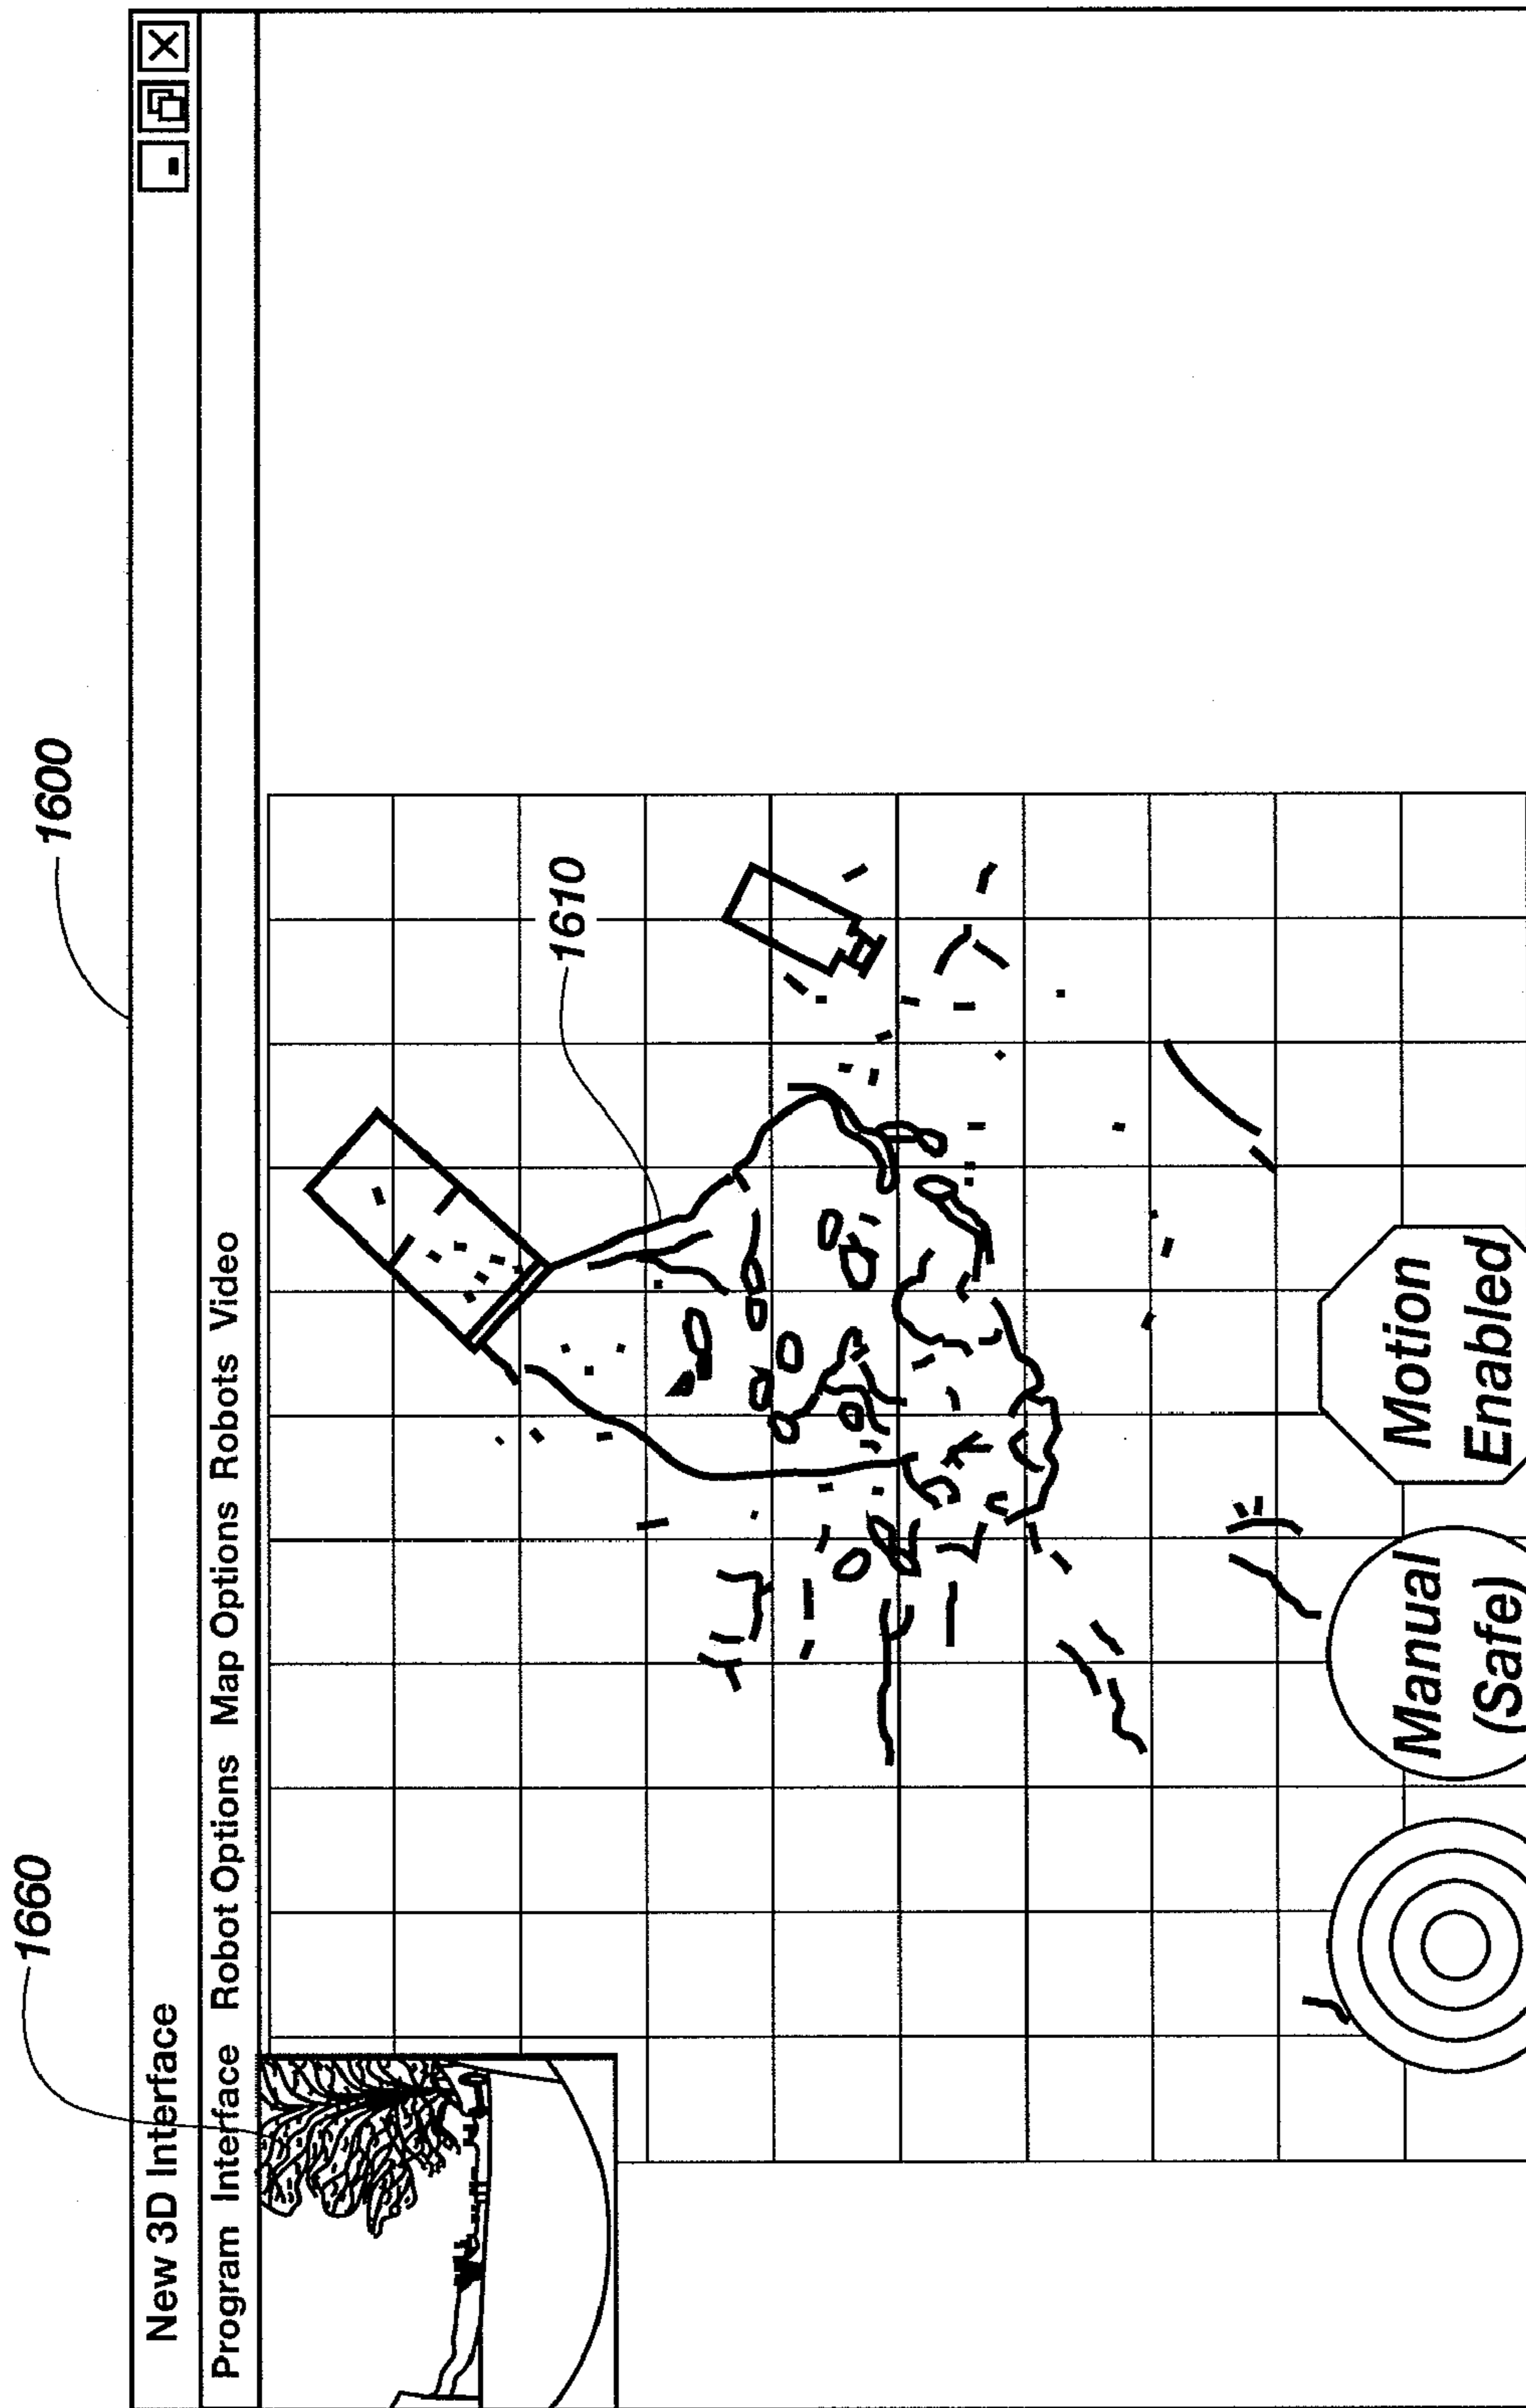 1660
1600
New 3D Interface
Program Interface Robot Options Map Options Robots Video
1610
Manual
(Safe)
Motion
Enabled